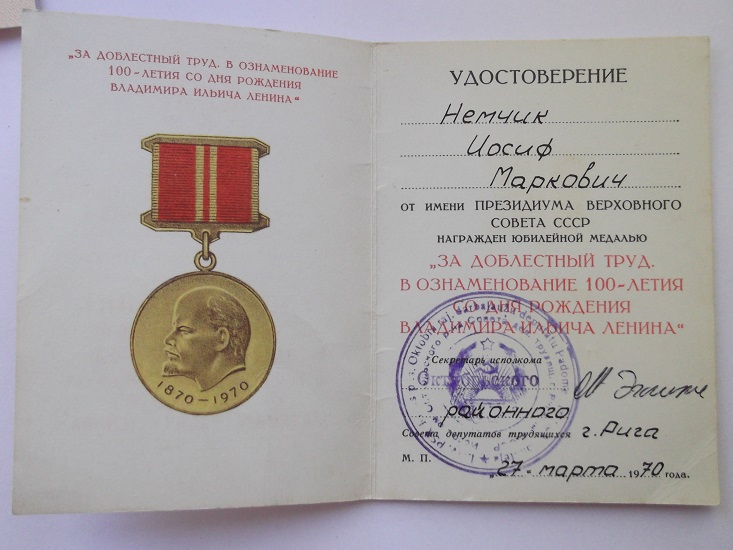 „ЗА ДОБЛЕСТНЫЙ ТРУД. В ОЗНАМЕНОВАНИЕ
100-ЛЕТИЯ СО ДНЯ РОЖДЕНИЯ
ВЛАДИМИРА ИЛЬИЧА ЛЕНИНА“
1870-1970
УДОСТОВЕРЕНИЕ
Немчик
Иосиф
Маркович
ОТ ИМЕНИ ПРЕЗИДИУМА ВЕРХОВНОГО
СОВЕТА СССР
НАГРАЖДЕН ЮБИЛЕЙНОЙ МЕДАЛЬЮ
„ЗА ДОБЛЕСТНЫЙ ТРУД.
В ОЗНАМЕНОВАНИЕ 100-ЛЕТИЯ
СО ДНЯ РОЖДЕНИЯ
ВЛАДИМИРА ИЛЬИЧА ЛЕНИНА“
Секретарь исполкома
Октябрьского
районного
Совета депутатов трудящихся г. Рига
М. П.
„27“ марта 1970 года.